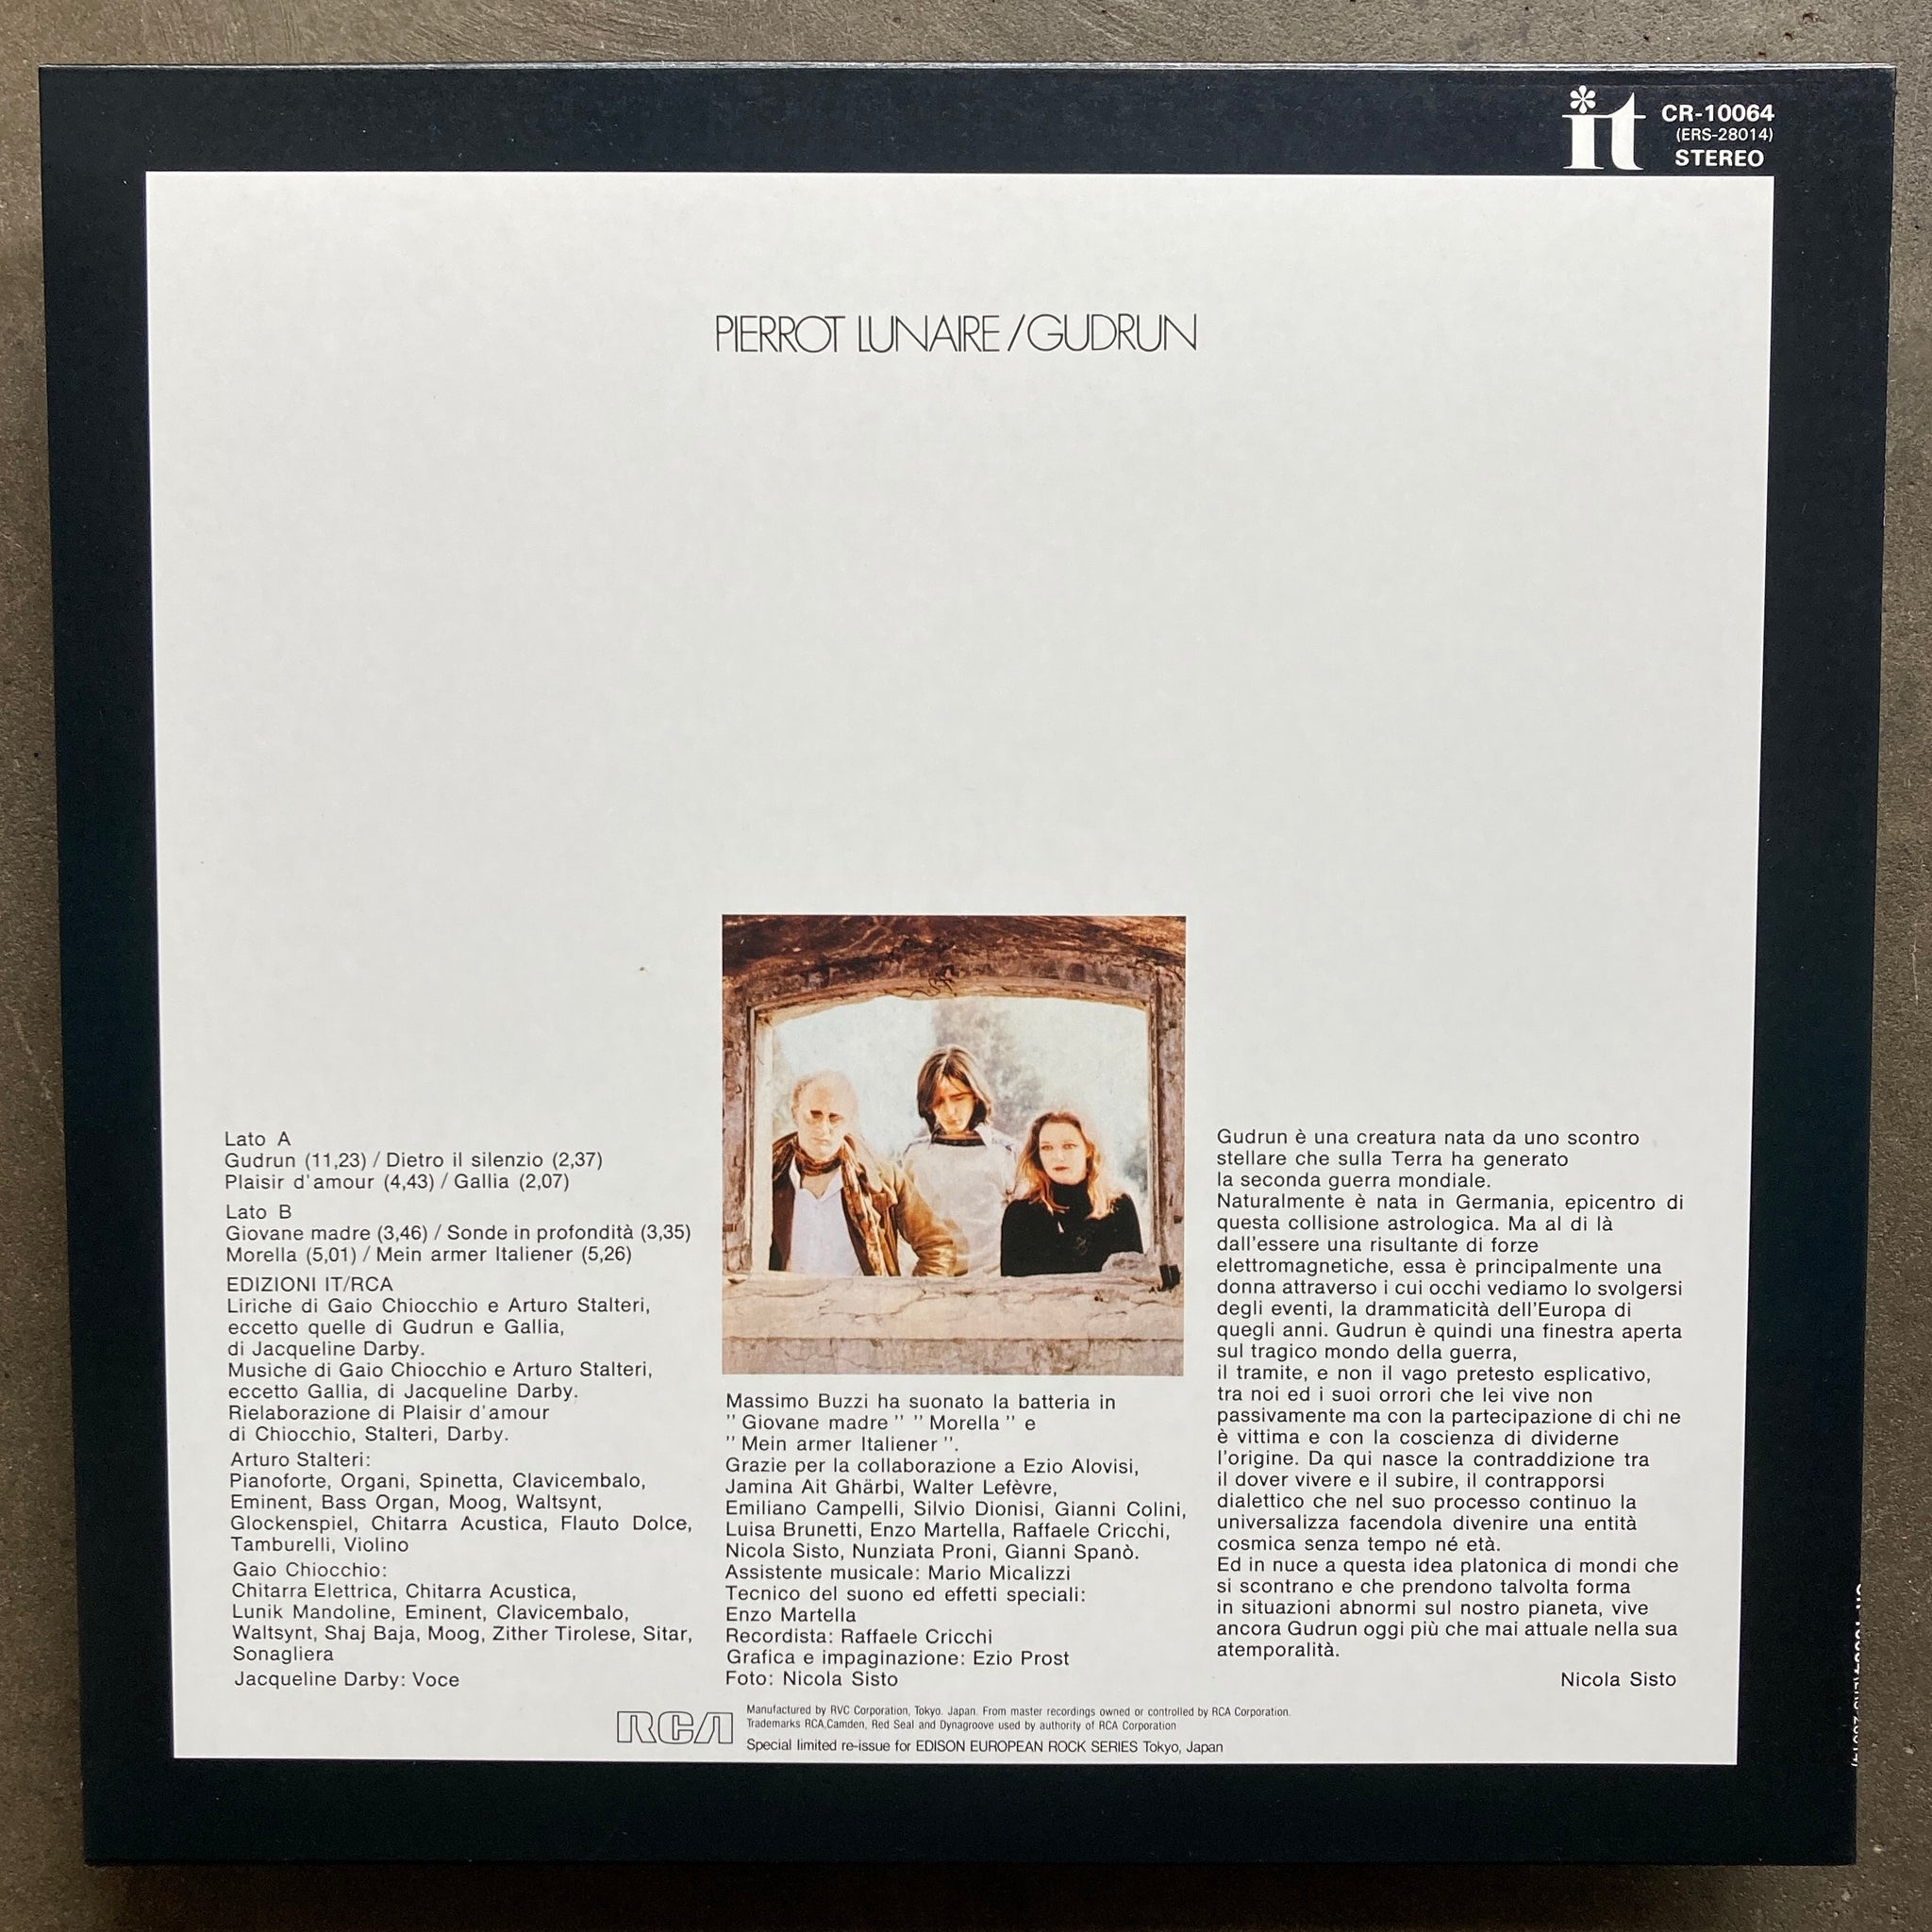 it
CR-10064
(ERS-28014)
STEREO
PIERROT LUNAIRE/GUDRUN
Lato A
Gudrun (11,23) / Dietro il silenzio (2,37)
Plaisir d'amour (4,43) / Gallia (2,07)
Lato B
Giovane madre (3,46) / Sonde in profondità (3,35)
Morella (5,01) / Mein armer Italiener (5,26)
EDIZIONI IT/RCA
Liriche di Gaio Chiocchio e Arturo Stalteri,
eccetto quelle di Gudrun e Gallia,
di Jacqueline Darby.
Musiche di Gaio Chiocchio e Arturo Stalteri,
eccetto Gallia, di Jacqueline Darby.
Rielaborazione di Plaisir d'amour
di Chiocchio, Stalteri, Darby.
Arturo Stalteri:
Pianoforte, Organi, Spinetta, Clavicembalo,
Eminent, Bass Organ, Moog, Waltsynt,
Glockenspiel, Chitarra Acustica, Flauto Dolce,
Tamburelli, Violino
Gaio Chiocchio:
Chitarra Elettrica, Chitarra Acustica,
Lunik Mandoline, Eminent, Clavicembalo,
Waltsynt, Shaj Baja, Moog, Zither Tirolese, Sitar,
Sonagliera
Jacqueline Darby: Voce
Massimo Buzzi ha suonato la batteria in
" Giovane madre " " Morella " e
" Mein armer Italiener ".
Grazie per la collaborazione a Ezio Alovisi,
Jamina Ait Ghärbi, Walter Lefèvre,
Emiliano Campelli, Silvio Dionisi, Gianni Colini,
Luisa Brunetti, Enzo Martella, Raffaele Cricchi,
Nicola Sisto, Nunziata Proni, Gianni Spanò.
Assistente musicale: Mario Micalizzi
Tecnico del suono ed effetti speciali:
Enzo Martella
Recordista: Raffaele Cricchi
Grafica e impaginazione: Ezio Prost
Foto: Nicola Sisto
Gudrun è una creatura nata da uno scontro
stellare che sulla Terra ha generato
la seconda guerra mondiale.
Naturalmente è nata in Germania, epicentro di
questa collisione astrologica. Ma al di là
dall'essere una risultante di forze
elettromagnetiche, essa è principalmente una
donna attraverso i cui occhi vediamo lo svolgersi
degli eventi, la drammaticità dell'Europa di
quegli anni. Gudrun è quindi una finestra aperta
sul tragico mondo della guerra,
il tramite, e non il vago pretesto esplicativo,
tra noi ed i suoi orrori che lei vive non
passivamente ma con la partecipazione di chi ne
è vittima e con la coscienza di dividerne
l'origine. Da qui nasce la contraddizione tra
il dover vivere e il subire, il contrapporsi
dialettico che nel suo processo continuo la
universalizza facendola divenire una entità
cosmica senza tempo né età.
Ed in nuce a questa idea platonica di mondi che
si scontrano e che prendono talvolta forma
in situazioni abnormi sul nostro pianeta, vive
ancora Gudrun oggi più che mai attuale nella sua
atemporalità.
Nicola Sisto
RCA
Manufactured by RVC Corporation, Tokyo. Japan. From master recordings owned or controlled by RCA Corporation.
Trademarks RCA,Camden, Red Seal and Dynagroove used by authority of RCA Corporation
Special limited re-issue for EDISON EUROPEAN ROCK SERIES Tokyo, Japan